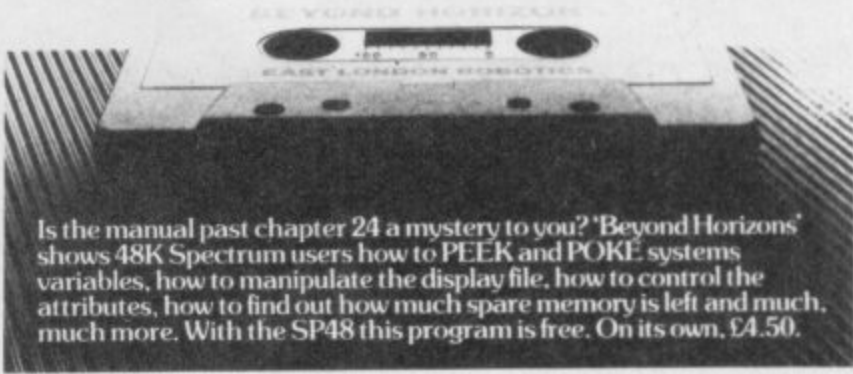 BEYOND HORIZON
EAST LONDON ROBOTICS
Is the manual past chapter 24 a mystery to you? 'Beyond Horizons'
shows 48K Spectrum users how to PEEK and POKE systems
variables, how to manipulate the display file, how to control the
attributes, how to find out how much spare memory is left and much,
much more. With the SP48 this program is free. On its own, £4.50.